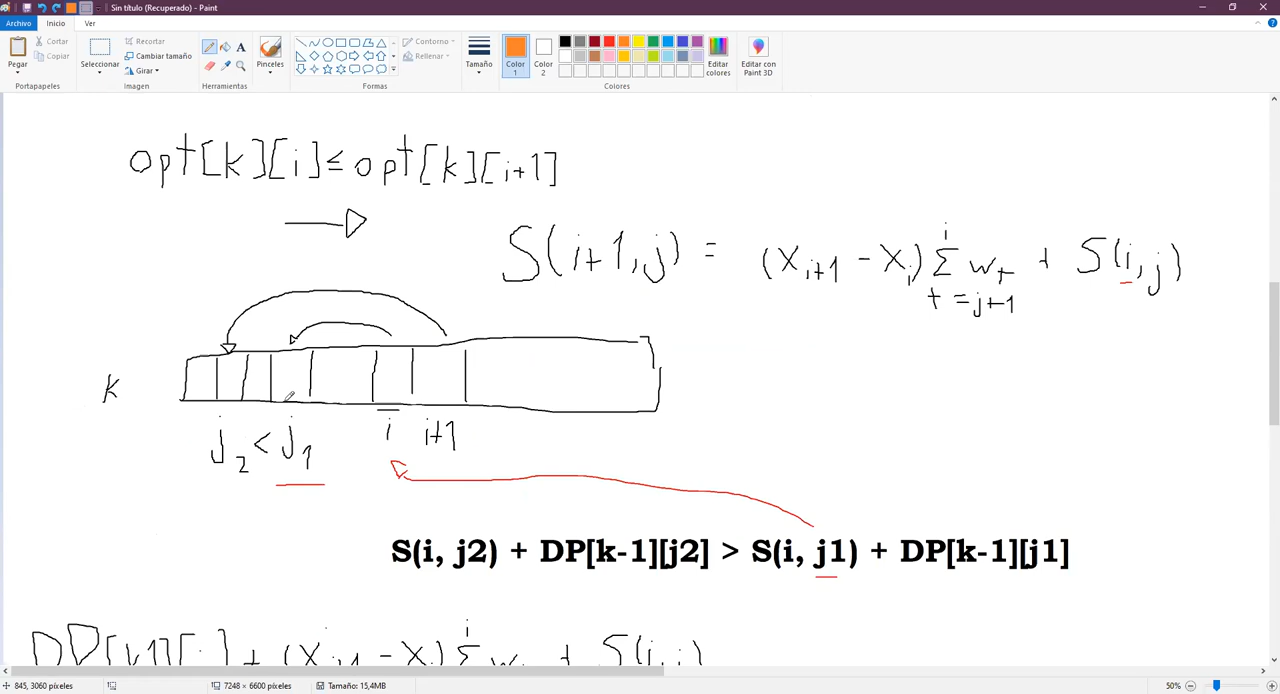 Sin título (Recuperado) - Paint
Archivo Inicio Ver
Pegar Cortar Copiar Seleccionar Recortar Cambiar tamaño Girar Pinceles Contorno Rellenar Tamaño Color 1 Color 2 Editar colores Editar con Paint 3D
Portapapeles Imagen Herramientas Formas Colores
opt[k][i] ≤ opt[k][i+1]
S(i+1,j) = (x_{i+1} - x_i) Σ_{t=j+1}^{i} w_t + S(i,j)
k
j_2 < j_1 i i+1
S(i, j2) + DP[k-1][j2] > S(i, j1) + DP[k-1][j1]
845, 3060 píxeles 7248 × 6600 píxeles Tamaño: 15,4MB 50%